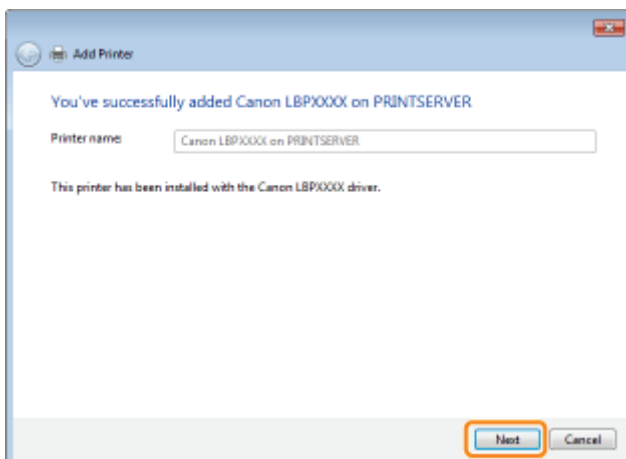 Add Printer
You've successfully added Canon LBPXXXX on PRINTSERVER
Printer name: Canon LBPXXXX on PRINTSERVER
This printer has been installed with the Canon LBPXXXX driver.
Next Cancel